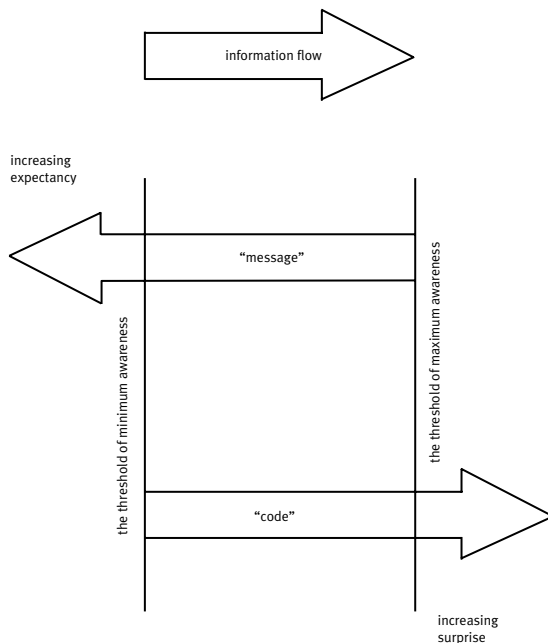 information flow
increasing
expectancy
“message”
the threshold of minimum awareness
the threshold of maximum awareness
“code”
increasing
surprise